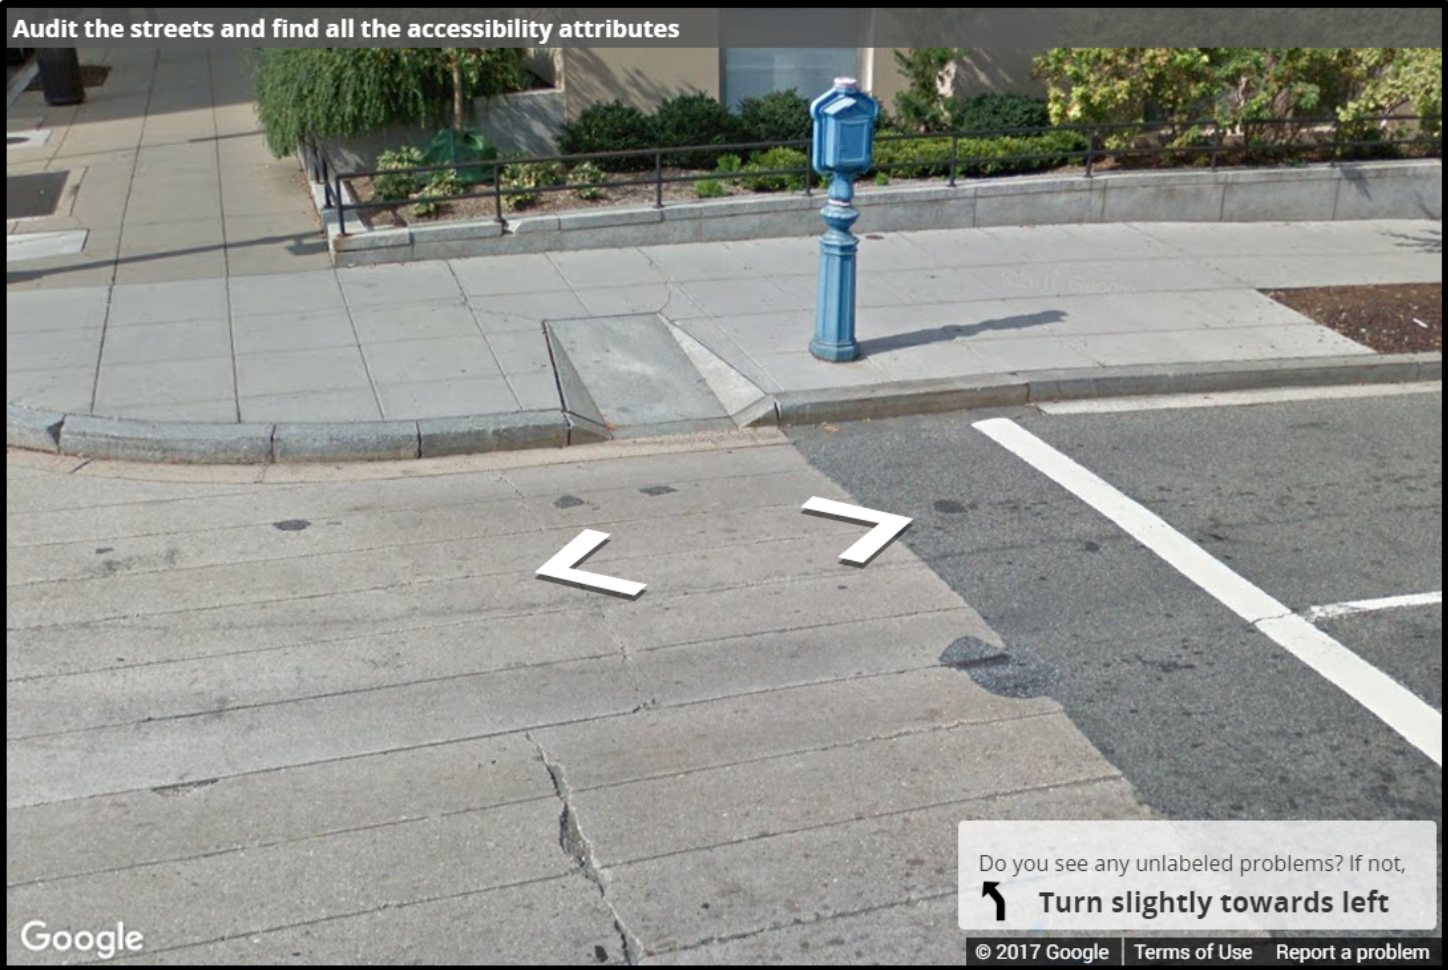 Audit the streets and find all the accessibility attributes
Do you see any unlabeled problems? If not,
Turn slightly towards left
Google
© 2017 Google
Terms of Use
Report a problem